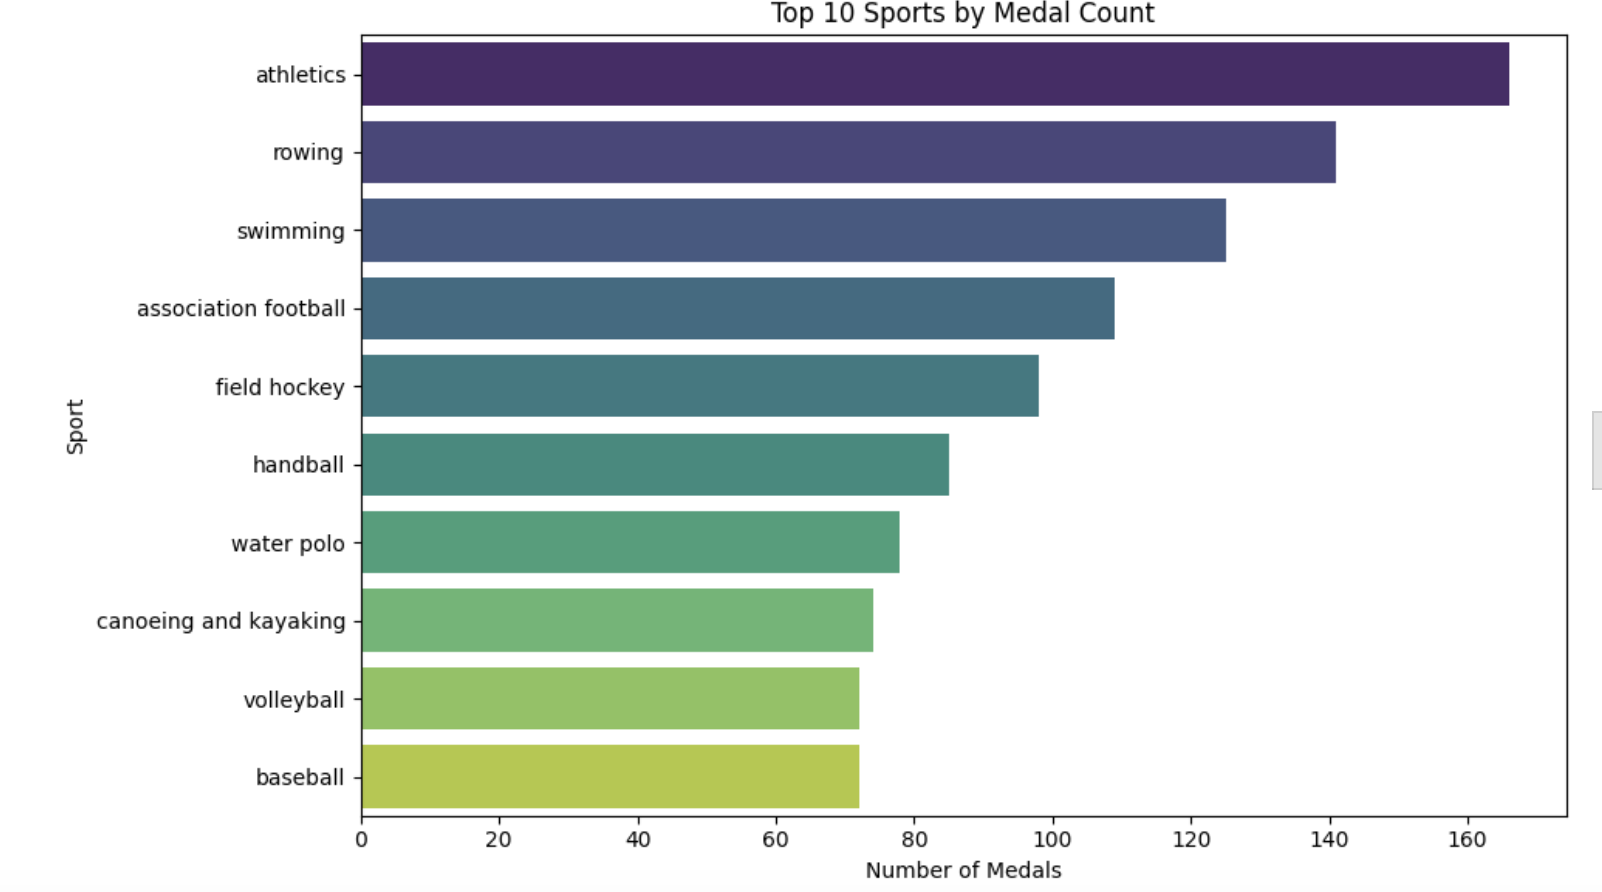 Top 10 Sports by Medal Count
athletics
rowing
swimming
association football
field hockey
handball
water polo
canoeing and kayaking
volleyball
baseball
Sport
0 20 40 60 80 100 120 140 160
Number of Medals